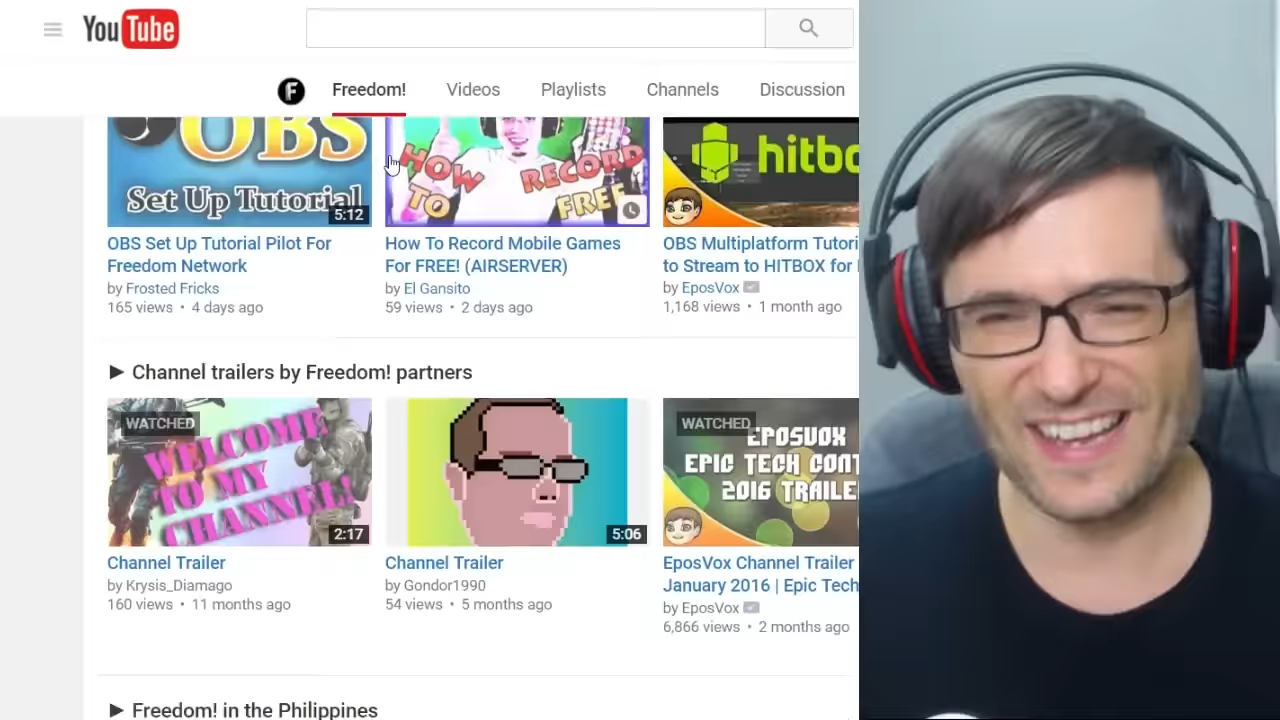 YouTube
F
Freedom! Videos Playlists Channels Discussion
OBS
Set Up Tutorial
5:12
HOW TO RECORD FREE
hitbo
OBS Set Up Tutorial Pilot For
Freedom Network
by Frosted Fricks
165 views • 4 days ago
How To Record Mobile Games
For FREE! (AIRSERVER)
by El Gansito
59 views • 2 days ago
OBS Multiplatform Tutori
to Stream to HITBOX for
by EposVox
1,168 views • 1 month ago
► Channel trailers by Freedom! partners
WATCHED
WELCOME
TO MY
CHANNEL!
2:17
5:06
WATCHED
EPOSVOX
EPIC TECH CONT
2016 TRAILE
Channel Trailer
by Krysis_Diamago
160 views • 11 months ago
Channel Trailer
by Gondor1990
54 views • 5 months ago
EposVox Channel Trailer
January 2016 | Epic Tech
by EposVox
6,866 views • 2 months ago
► Freedom! in the Philippines